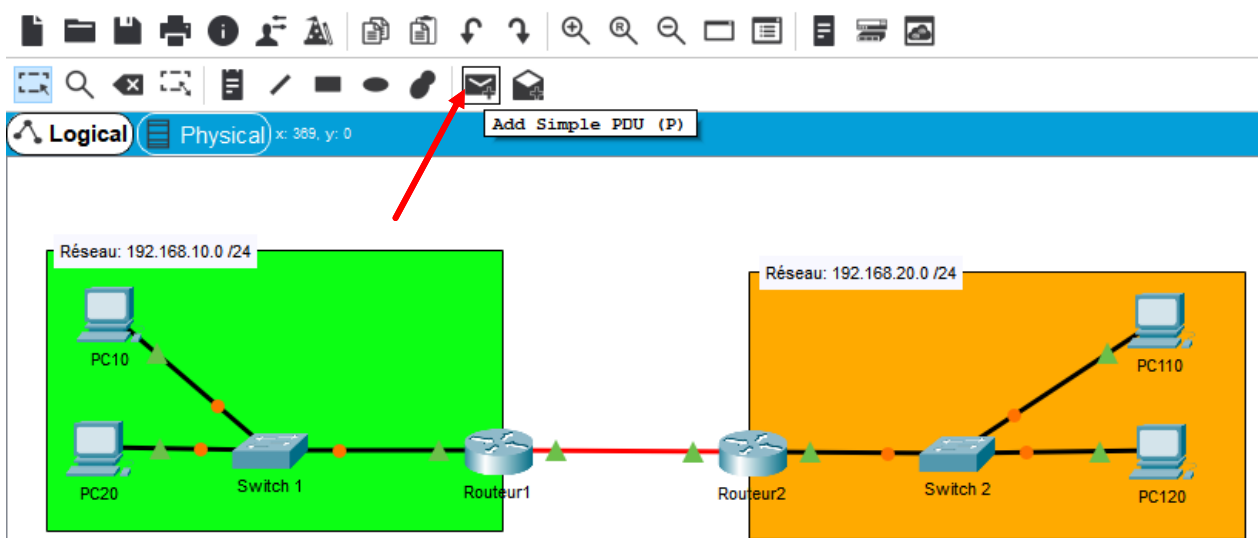 Add Simple PDU (P)
Logical
Physical
x: 369, y: 0
Réseau: 192.168.10.0 /24
Réseau: 192.168.20.0 /24
PC10
PC110
PC20
Switch 1
Routeur1
Routeur2
Switch 2
PC120